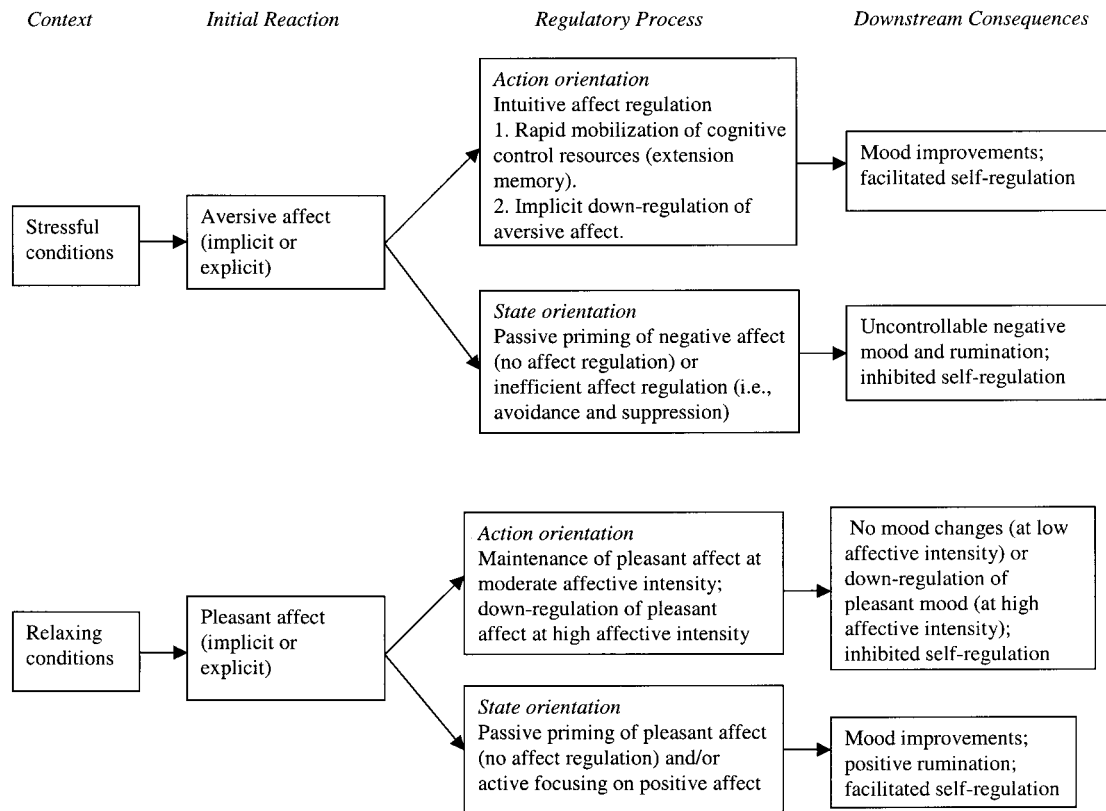 Context
Initial Reaction
Regulatory Process
Downstream Consequences
Stressful
conditions
Aversive affect
(implicit or
explicit)
Action orientation
Intuitive affect regulation
1. Rapid mobilization of cognitive
control resources (extension
memory).
2. Implicit down-regulation of
aversive affect.
Mood improvements;
facilitated self-regulation
State orientation
Passive priming of negative affect
(no affect regulation) or
inefficient affect regulation (i.e.,
avoidance and suppression)
Uncontrollable negative
mood and rumination;
inhibited self-regulation
Relaxing
conditions
Pleasant affect
(implicit or
explicit)
Action orientation
Maintenance of pleasant affect at
moderate affective intensity;
down-regulation of pleasant
affect at high affective intensity
No mood changes (at low
affective intensity) or
down-regulation of
pleasant mood (at high
affective intensity);
inhibited self-regulation
State orientation
Passive priming of pleasant affect
(no affect regulation) and/or
active focusing on positive affect
Mood improvements;
positive rumination;
facilitated self-regulation